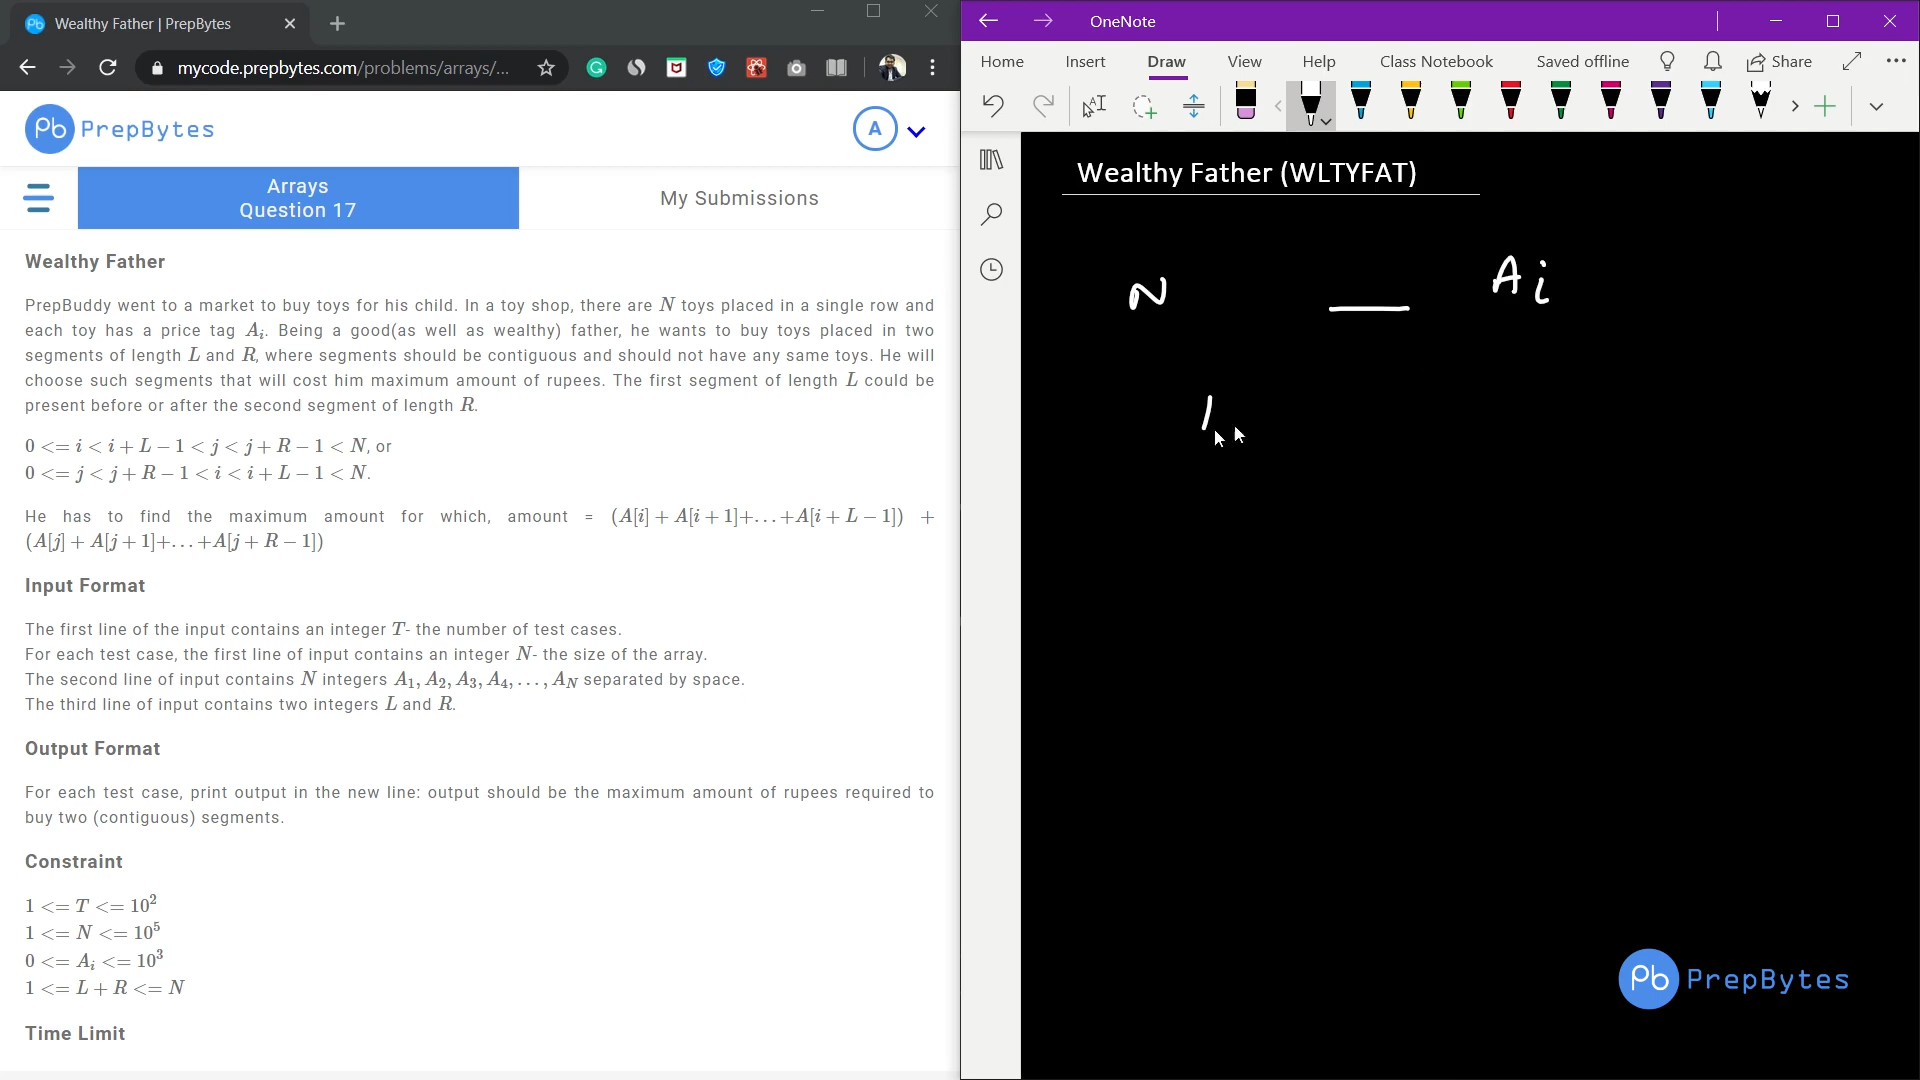 Wealthy Father | PrepBytes
mycode.prepbytes.com/problems/arrays/...
Pb PrepBytes
A
Arrays
Question 17
My Submissions
Wealthy Father
PrepBuddy went to a market to buy toys for his child. In a toy shop, there are N toys placed in a single row and
each toy has a price tag Aᵢ. Being a good(as well as wealthy) father, he wants to buy toys placed in two
segments of length L and R, where segments should be contiguous and should not have any same toys. He will
choose such segments that will cost him maximum amount of rupees. The first segment of length L could be
present before or after the second segment of length R.
0 <= i < i + L − 1 < j < j + R − 1 < N, or
0 <= j < j + R − 1 < i < i + L − 1 < N.
He has to find the maximum amount for which, amount = (A[i] + A[i + 1]+...+A[i + L − 1]) +
(A[j] + A[j + 1]+...+A[j + R − 1])
Input Format
The first line of the input contains an integer T- the number of test cases.
For each test case, the first line of input contains an integer N- the size of the array.
The second line of input contains N integers A₁, A₂, A₃, A₄, ..., A_N separated by space.
The third line of input contains two integers L and R.
Output Format
For each test case, print output in the new line: output should be the maximum amount of rupees required to
buy two (contiguous) segments.
Constraint
1 <= T <= 10²
1 <= N <= 10⁵
0 <= Aᵢ <= 10³
1 <= L + R <= N
Time Limit
OneNote
Home Insert Draw View Help Class Notebook Saved offline Share
Wealthy Father (WLTYFAT)
N — Ai
Pb PrepBytes